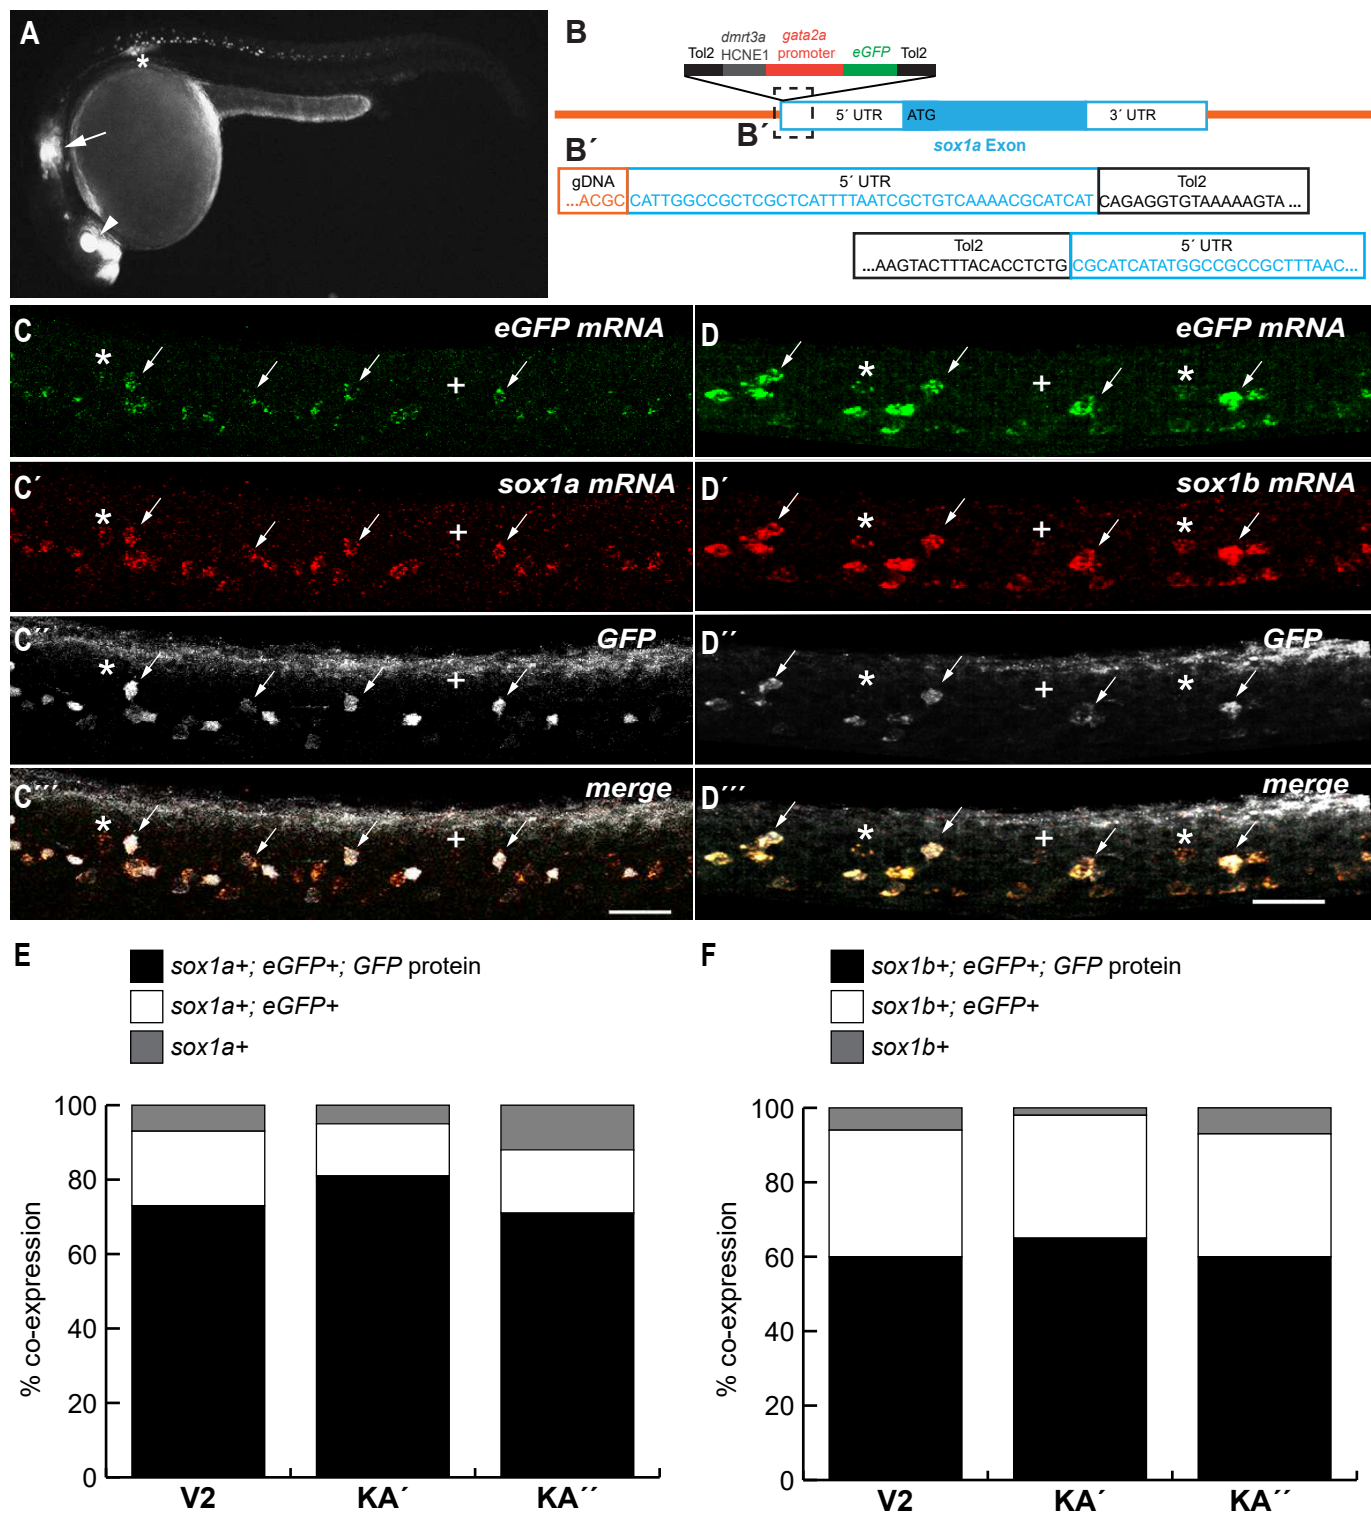 A
*
B
dmrt3a gata2a
Tol2 HCNE1 promoter eGFP Tol2
5´ UTR ATG 3´ UTR
B´
sox1a Exon
B´
gDNA 5´ UTR Tol2
...ACGC CATTGGCCGCTCGCTCATTTTAATCGCTGTCAAAACGCATCAT CAGAGGTGTAAAAAGTA ...
Tol2 5´ UTR
...AAGTACTTTACACCTCTG CGCATCATATGGCCGCCGCTTTAAC...
C eGFP mRNA
* +
D eGFP mRNA
* + *
C´ sox1a mRNA
* +
D´ sox1b mRNA
* + *
C´´ GFP
* +
D´´ GFP
* + *
C´´´ merge
* +
D´´´ merge
* + *
E
sox1a+; eGFP+; GFP protein
sox1a+; eGFP+
sox1a+
% co-expression
100
80
60
40
20
0
V2 KA´ KA´´
F
sox1b+; eGFP+; GFP protein
sox1b+; eGFP+
sox1b+
% co-expression
100
80
60
40
20
0
V2 KA´ KA´´